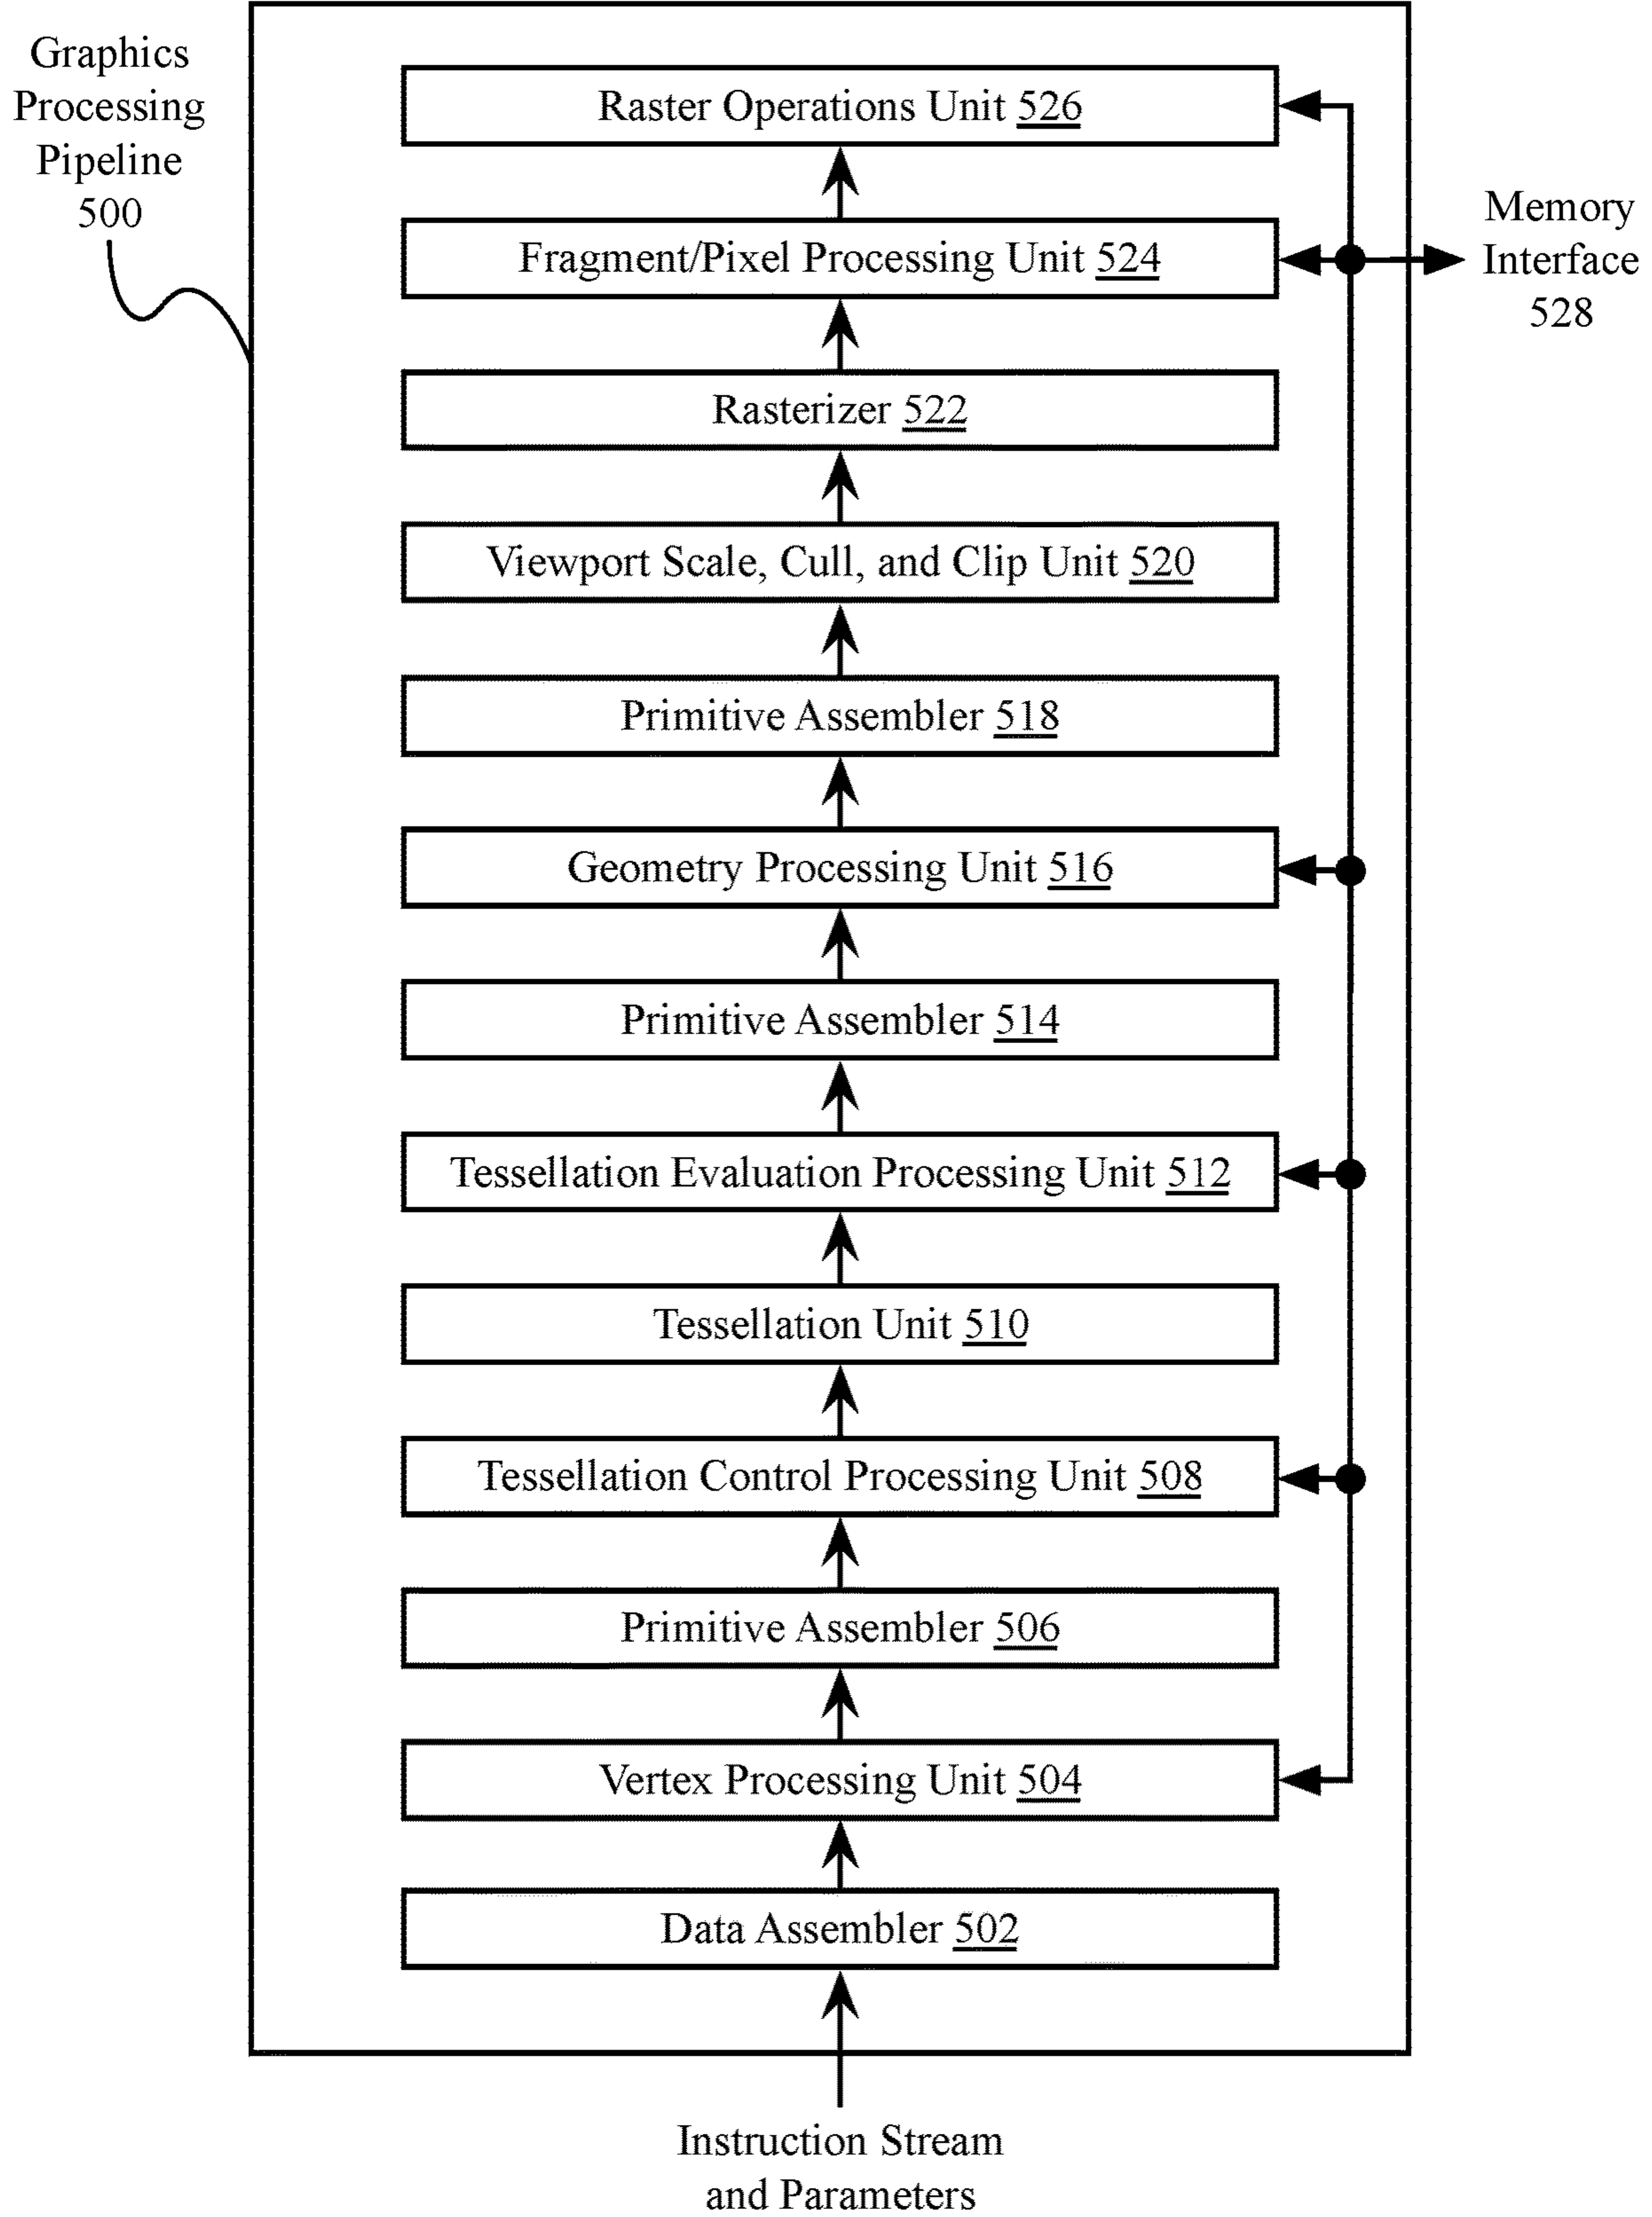 Graphics
Processing
Pipeline
500
Raster Operations Unit 526
Fragment/Pixel Processing Unit 524
Memory
Interface
528
Rasterizer 522
Viewport Scale, Cull, and Clip Unit 520
Primitive Assembler 518
Geometry Processing Unit 516
Primitive Assembler 514
Tessellation Evaluation Processing Unit 512
Tessellation Unit 510
Tessellation Control Processing Unit 508
Primitive Assembler 506
Vertex Processing Unit 504
Data Assembler 502
Instruction Stream
and Parameters